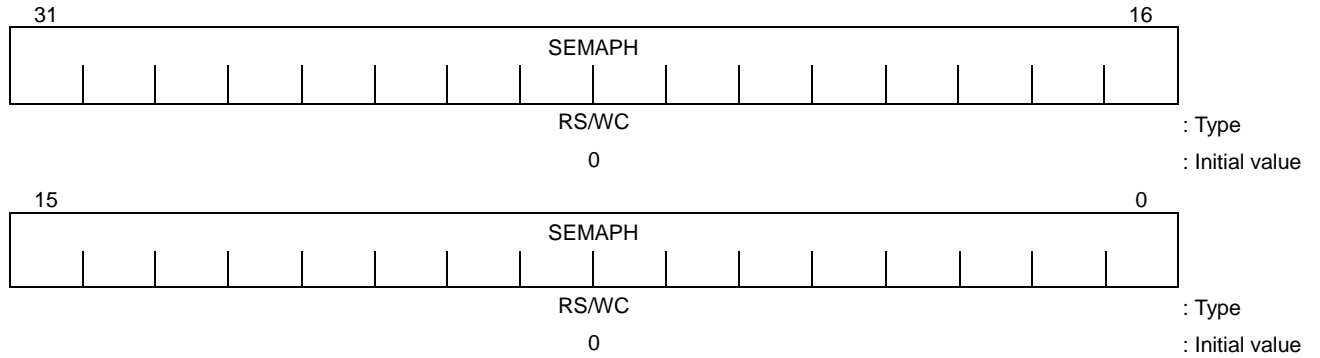 31 16
SEMAPH
RS/WC : Type
0 : Initial value
15 0
SEMAPH
RS/WC : Type
0 : Initial value